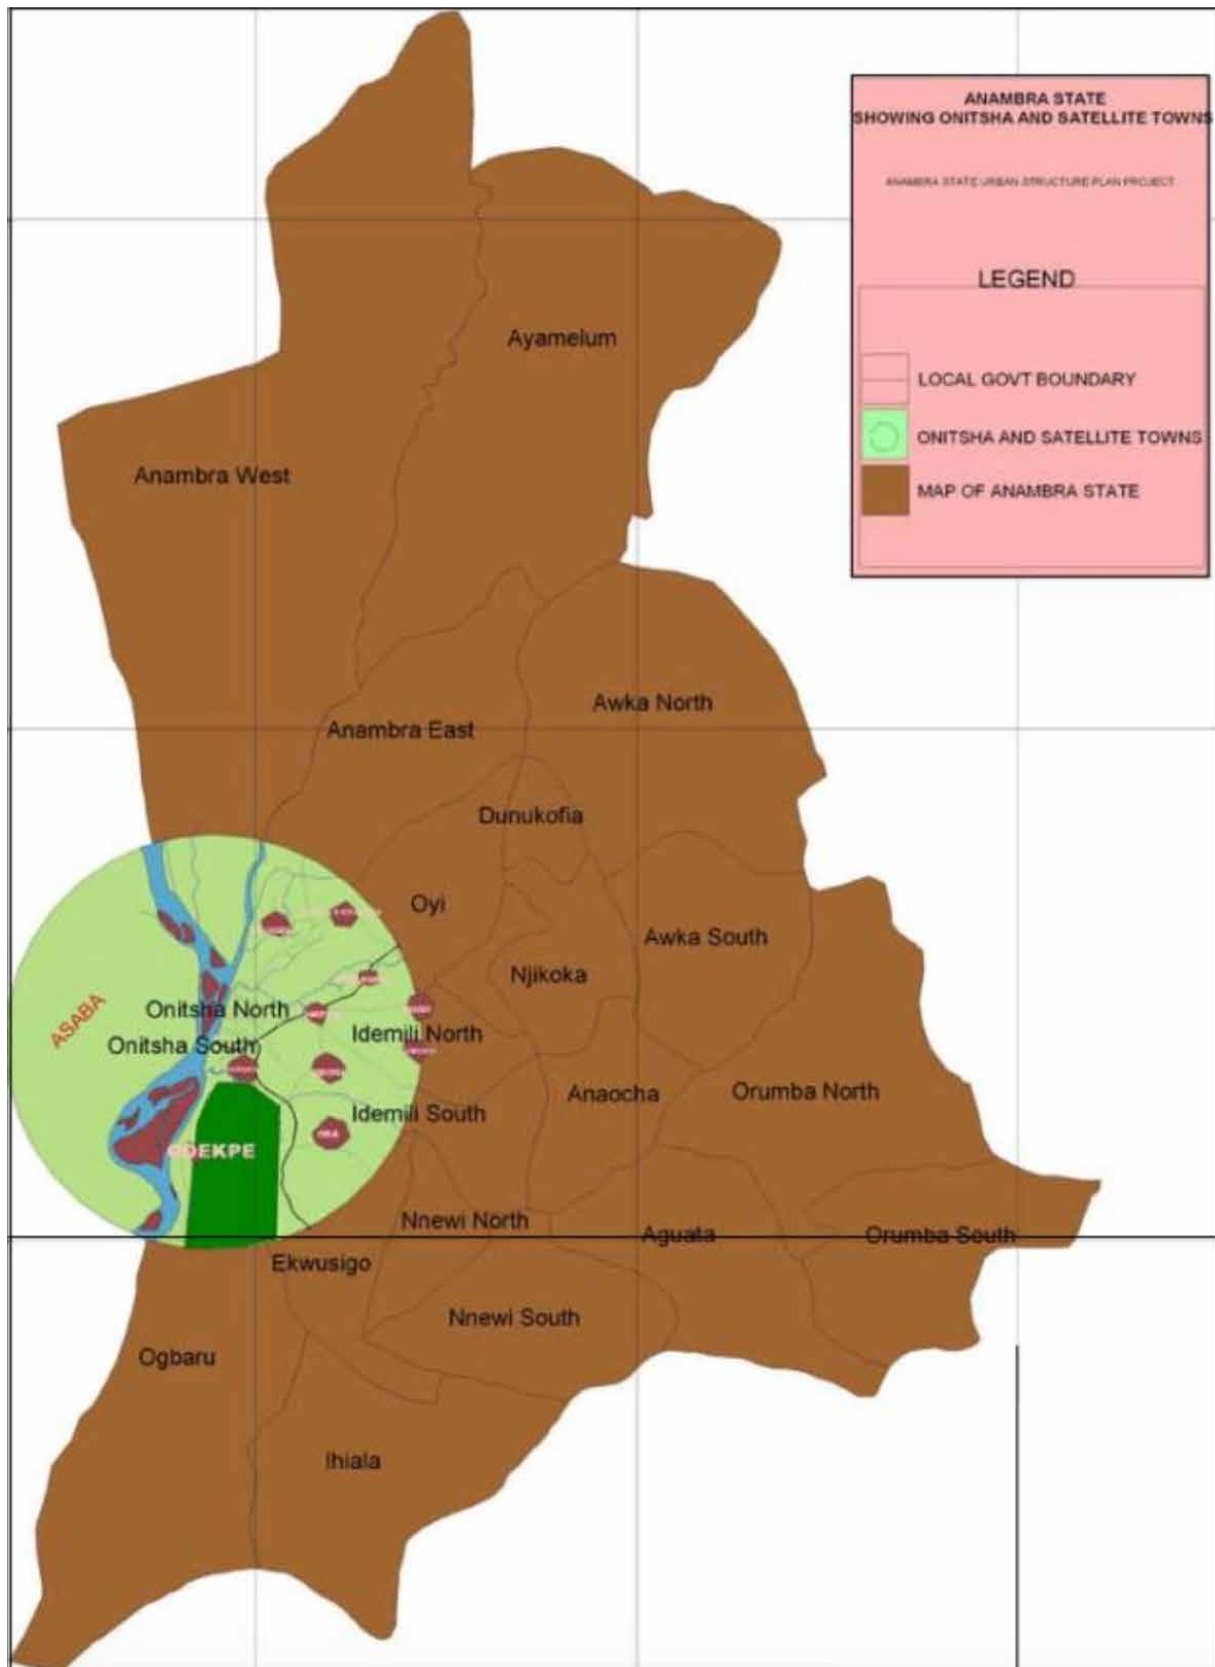 ANAMBRA STATE
SHOWING ONITSHA AND SATELLITE TOWNS
ANAMBRA STATE URBAN STRUCTURE PLAN PROJECT
LEGEND
LOCAL GOVT BOUNDARY
ONITSHA AND SATELLITE TOWNS
MAP OF ANAMBRA STATE
Ayamelum
Anambra West
Awka North
Anambra East
Dunukofia
Oyi
Awka South
Njikoka
ASABA
Onitsha North
Onitsha South
Idemili North
Anaocha
Orumba North
Idemili South
ODEKPE
Nnewi North
Aguata
Orumba South
Ekwusigo
Nnewi South
Ogbaru
Ihiala